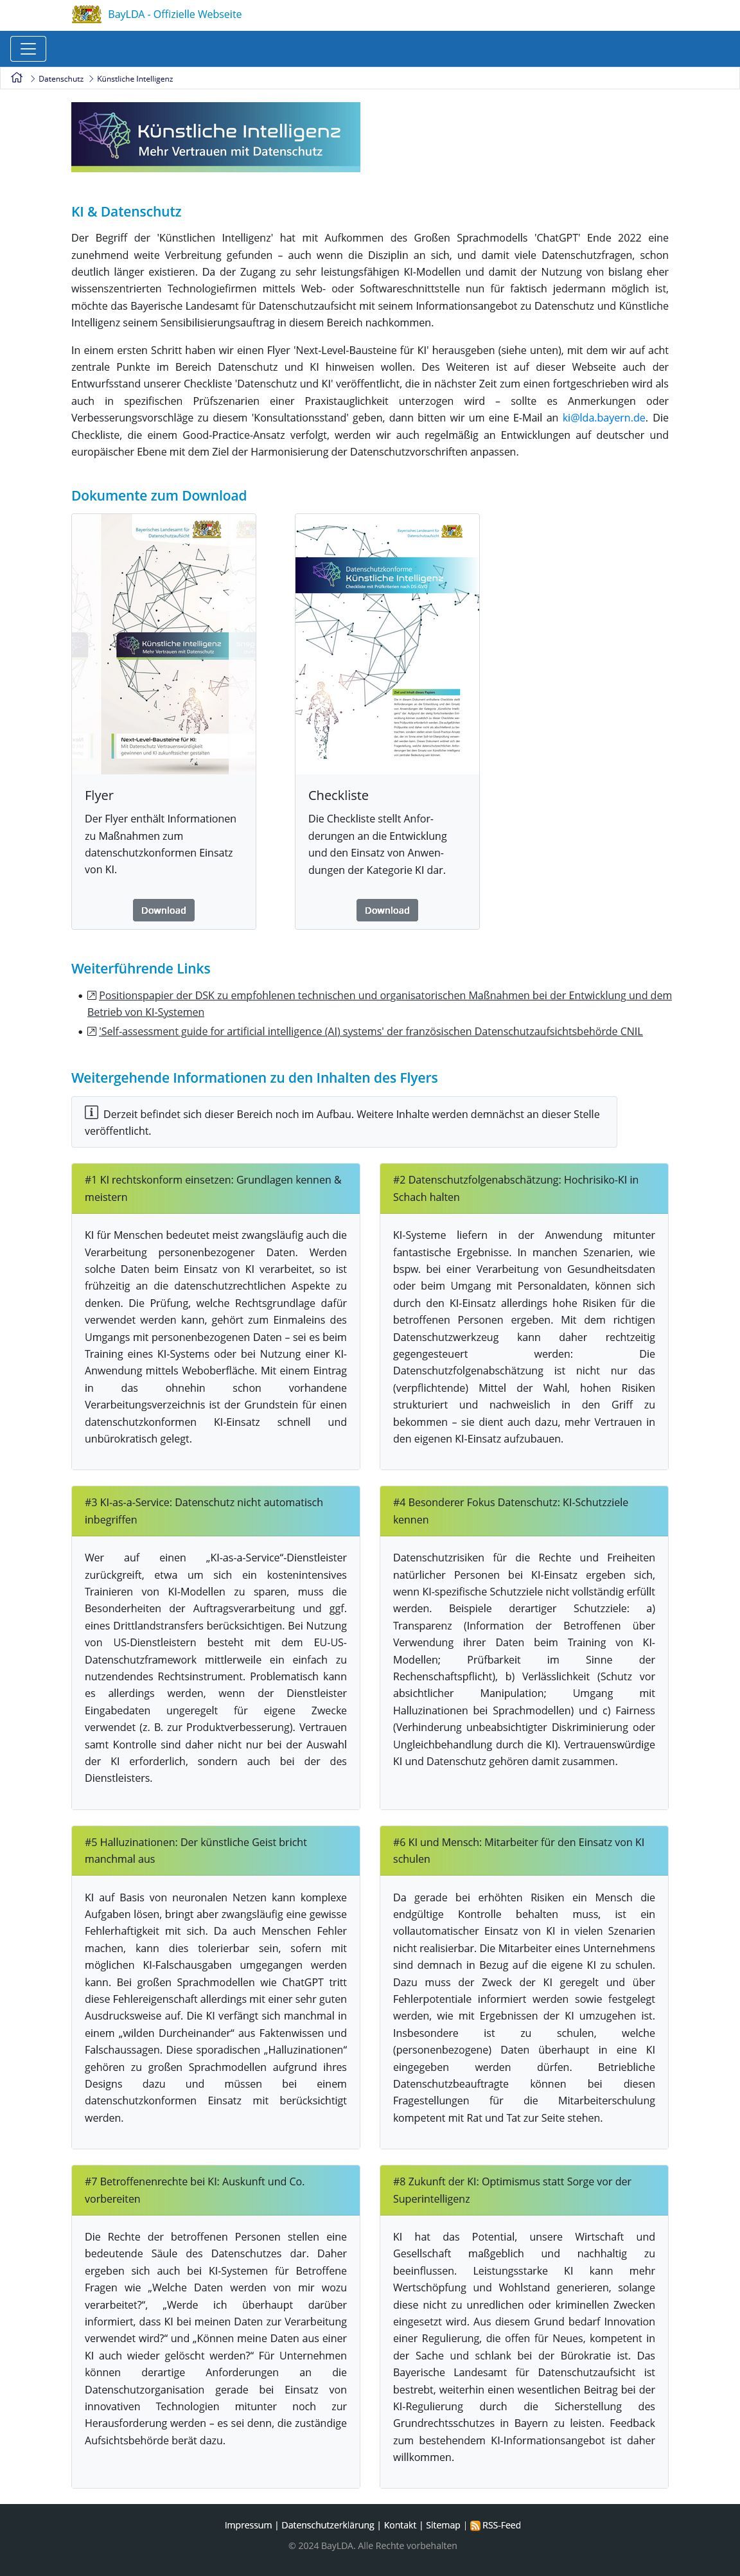 BayLDA - Offizielle Webseite
Datenschutz
Künstliche Intelligenz
Künstliche Intelligenz
Mehr Vertrauen mit Datenschutz
KI & Datenschutz
Der Begriff der 'Künstlichen Intelligenz' hat mit Aufkommen des Großen Sprachmodells 'ChatGPT' Ende 2022 eine
zunehmend weite Verbreitung gefunden – auch wenn die Disziplin an sich, und damit viele Datenschutzfragen, schon
deutlich länger existieren. Da der Zugang zu sehr leistungsfähigen KI-Modellen und damit der Nutzung von bislang eher
wissenszentrierten Technologiefirmen mittels Web- oder Softwareschnittstelle nun für faktisch jedermann möglich ist,
möchte das Bayerische Landesamt für Datenschutzaufsicht mit seinem Informationsangebot zu Datenschutz und Künstliche
Intelligenz seinem Sensibilisierungsauftrag in diesem Bereich nachkommen.
In einem ersten Schritt haben wir einen Flyer 'Next-Level-Bausteine für KI' herausgeben (siehe unten), mit dem wir auf acht
zentrale Punkte im Bereich Datenschutz und KI hinweisen wollen. Des Weiteren ist auf dieser Webseite auch der
Entwurfsstand unserer Checkliste 'Datenschutz und KI' veröffentlicht, die in nächster Zeit zum einen fortgeschrieben wird als
auch in spezifischen Prüfszenarien einer Praxistauglichkeit unterzogen wird – sollte es Anmerkungen oder
Verbesserungsvorschläge zu diesem 'Konsultationsstand' geben, dann bitten wir um eine E-Mail an ki@lda.bayern.de. Die
Checkliste, die einem Good-Practice-Ansatz verfolgt, werden wir auch regelmäßig an Entwicklungen auf deutscher und
europäischer Ebene mit dem Ziel der Harmonisierung der Datenschutzvorschriften anpassen.
Dokumente zum Download
Bayerisches Landesamt für
Datenschutzaufsicht
Künstliche Intelligenz
Mehr Vertrauen mit Datenschutz
Next-Level-Bausteine für KI:
Mit Datenschutz Vertrauenswürdigkeit
gewinnen und KI zukunftssicher gestalten
Flyer
Der Flyer enthält Informationen
zu Maßnahmen zum
datenschutzkonformen Einsatz
von KI.
Download
Bayerisches Landesamt für
Datenschutzaufsicht
Datenschutzkonforme
Künstliche Intelligenz
Checkliste mit Prüfkriterien nach DS-GVO
Checkliste
Die Checkliste stellt Anfor-
derungen an die Entwicklung
und den Einsatz von Anwen-
dungen der Kategorie KI dar.
Download
Weiterführende Links
Positionspapier der DSK zu empfohlenen technischen und organisatorischen Maßnahmen bei der Entwicklung und dem
Betrieb von KI-Systemen
'Self-assessment guide for artificial intelligence (AI) systems' der französischen Datenschutzaufsichtsbehörde CNIL
Weitergehende Informationen zu den Inhalten des Flyers
Derzeit befindet sich dieser Bereich noch im Aufbau. Weitere Inhalte werden demnächst an dieser Stelle
veröffentlicht.
#1 KI rechtskonform einsetzen: Grundlagen kennen &
meistern
KI für Menschen bedeutet meist zwangsläufig auch die
Verarbeitung personenbezogener Daten. Werden
solche Daten beim Einsatz von KI verarbeitet, so ist
frühzeitig an die datenschutzrechtlichen Aspekte zu
denken. Die Prüfung, welche Rechtsgrundlage dafür
verwendet werden kann, gehört zum Einmaleins des
Umgangs mit personenbezogenen Daten – sei es beim
Training eines KI-Systems oder bei Nutzung einer KI-
Anwendung mittels Weboberfläche. Mit einem Eintrag
in das ohnehin schon vorhandene
Verarbeitungsverzeichnis ist der Grundstein für einen
datenschutzkonformen KI-Einsatz schnell und
unbürokratisch gelegt.
#2 Datenschutzfolgenabschätzung: Hochrisiko-KI in
Schach halten
KI-Systeme liefern in der Anwendung mitunter
fantastische Ergebnisse. In manchen Szenarien, wie
bspw. bei einer Verarbeitung von Gesundheitsdaten
oder beim Umgang mit Personaldaten, können sich
durch den KI-Einsatz allerdings hohe Risiken für die
betroffenen Personen ergeben. Mit dem richtigen
Datenschutzwerkzeug kann daher rechtzeitig
gegengesteuert werden: Die
Datenschutzfolgenabschätzung ist nicht nur das
(verpflichtende) Mittel der Wahl, hohen Risiken
strukturiert und nachweislich in den Griff zu
bekommen – sie dient auch dazu, mehr Vertrauen in
den eigenen KI-Einsatz aufzubauen.
#3 KI-as-a-Service: Datenschutz nicht automatisch
inbegriffen
Wer auf einen „KI-as-a-Service“-Dienstleister
zurückgreift, etwa um sich ein kostenintensives
Trainieren von KI-Modellen zu sparen, muss die
Besonderheiten der Auftragsverarbeitung und ggf.
eines Drittlandstransfers berücksichtigen. Bei Nutzung
von US-Dienstleistern besteht mit dem EU-US-
Datenschutzframework mittlerweile ein einfach zu
nutzendendes Rechtsinstrument. Problematisch kann
es allerdings werden, wenn der Dienstleister
Eingabedaten ungeregelt für eigene Zwecke
verwendet (z. B. zur Produktverbesserung). Vertrauen
samt Kontrolle sind daher nicht nur bei der Auswahl
der KI erforderlich, sondern auch bei der des
Dienstleisters.
#4 Besonderer Fokus Datenschutz: KI-Schutzziele
kennen
Datenschutzrisiken für die Rechte und Freiheiten
natürlicher Personen bei KI-Einsatz ergeben sich,
wenn KI-spezifische Schutzziele nicht vollständig erfüllt
werden. Beispiele derartiger Schutzziele: a)
Transparenz (Information der Betroffenen über
Verwendung ihrer Daten beim Training von KI-
Modellen; Prüfbarkeit im Sinne der
Rechenschaftspflicht), b) Verlässlichkeit (Schutz vor
absichtlicher Manipulation; Umgang mit
Halluzinationen bei Sprachmodellen) und c) Fairness
(Verhinderung unbeabsichtigter Diskriminierung oder
Ungleichbehandlung durch die KI). Vertrauenswürdige
KI und Datenschutz gehören damit zusammen.
#5 Halluzinationen: Der künstliche Geist bricht
manchmal aus
KI auf Basis von neuronalen Netzen kann komplexe
Aufgaben lösen, bringt aber zwangsläufig eine gewisse
Fehlerhaftigkeit mit sich. Da auch Menschen Fehler
machen, kann dies tolerierbar sein, sofern mit
möglichen KI-Falschausgaben umgegangen werden
kann. Bei großen Sprachmodellen wie ChatGPT tritt
diese Fehlereigenschaft allerdings mit einer sehr guten
Ausdrucksweise auf. Die KI verfängt sich manchmal in
einem „wilden Durcheinander“ aus Faktenwissen und
Falschaussagen. Diese sporadischen „Halluzinationen“
gehören zu großen Sprachmodellen aufgrund ihres
Designs dazu und müssen bei einem
datenschutzkonformen Einsatz mit berücksichtigt
werden.
#6 KI und Mensch: Mitarbeiter für den Einsatz von KI
schulen
Da gerade bei erhöhten Risiken ein Mensch die
endgültige Kontrolle behalten muss, ist ein
vollautomatischer Einsatz von KI in vielen Szenarien
nicht realisierbar. Die Mitarbeiter eines Unternehmens
sind demnach in Bezug auf die eigene KI zu schulen.
Dazu muss der Zweck der KI geregelt und über
Fehlerpotentiale informiert werden sowie festgelegt
werden, wie mit Ergebnissen der KI umzugehen ist.
Insbesondere ist zu schulen, welche
(personenbezogene) Daten überhaupt in eine KI
eingegeben werden dürfen. Betriebliche
Datenschutzbeauftragte können bei diesen
Fragestellungen für die Mitarbeiterschulung
kompetent mit Rat und Tat zur Seite stehen.
#7 Betroffenenrechte bei KI: Auskunft und Co.
vorbereiten
Die Rechte der betroffenen Personen stellen eine
bedeutende Säule des Datenschutzes dar. Daher
ergeben sich auch bei KI-Systemen für Betroffene
Fragen wie „Welche Daten werden von mir wozu
verarbeitet?“, „Werde ich überhaupt darüber
informiert, dass KI bei meinen Daten zur Verarbeitung
verwendet wird?“ und „Können meine Daten aus einer
KI auch wieder gelöscht werden?“ Für Unternehmen
können derartige Anforderungen an die
Datenschutzorganisation gerade bei Einsatz von
innovativen Technologien mitunter noch zur
Herausforderung werden – es sei denn, die zuständige
Aufsichtsbehörde berät dazu.
#8 Zukunft der KI: Optimismus statt Sorge vor der
Superintelligenz
KI hat das Potential, unsere Wirtschaft und
Gesellschaft maßgeblich und nachhaltig zu
beeinflussen. Leistungsstarke KI kann mehr
Wertschöpfung und Wohlstand generieren, solange
diese nicht zu unredlichen oder kriminellen Zwecken
eingesetzt wird. Aus diesem Grund bedarf Innovation
einer Regulierung, die offen für Neues, kompetent in
der Sache und schlank bei der Bürokratie ist. Das
Bayerische Landesamt für Datenschutzaufsicht ist
bestrebt, weiterhin einen wesentlichen Beitrag bei der
KI-Regulierung durch die Sicherstellung des
Grundrechtsschutzes in Bayern zu leisten. Feedback
zum bestehendem KI-Informationsangebot ist daher
willkommen.
Impressum | Datenschutzerklärung | Kontakt | Sitemap | RSS-Feed
© 2024 BayLDA. Alle Rechte vorbehalten